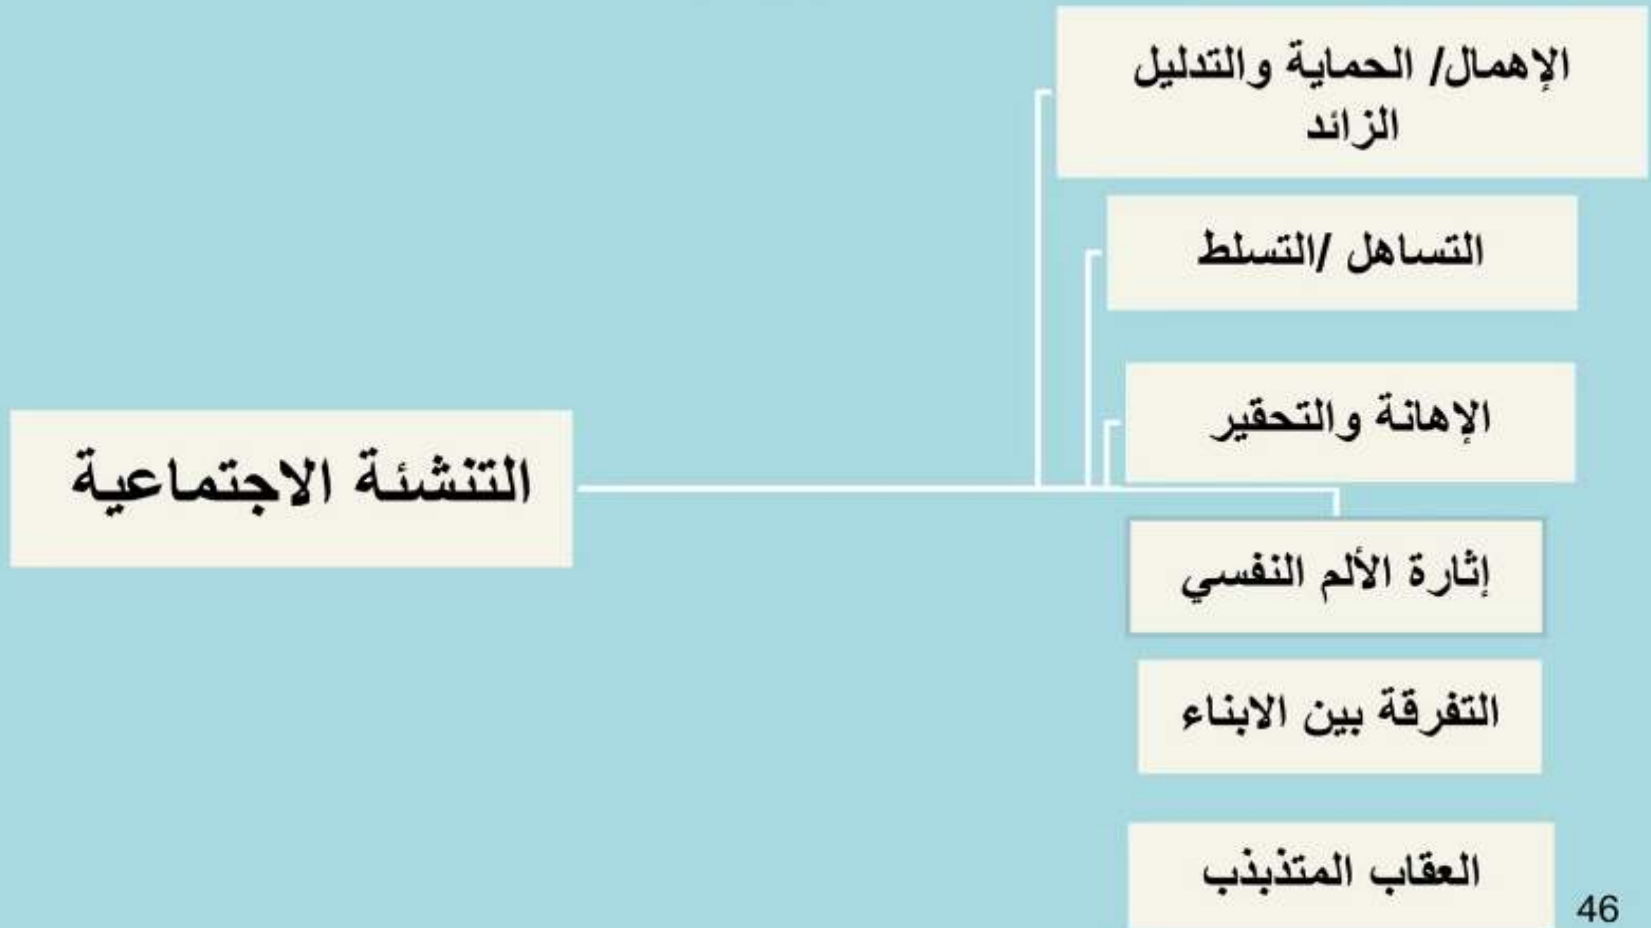 الإهمال/ الحماية والتدليل
الزائد
التساهل /التسلط
الإهانة والتحقير
التنشئة الاجتماعية
إثارة الألم النفسي
التفرقة بين الابناء
العقاب المتذبذب
46